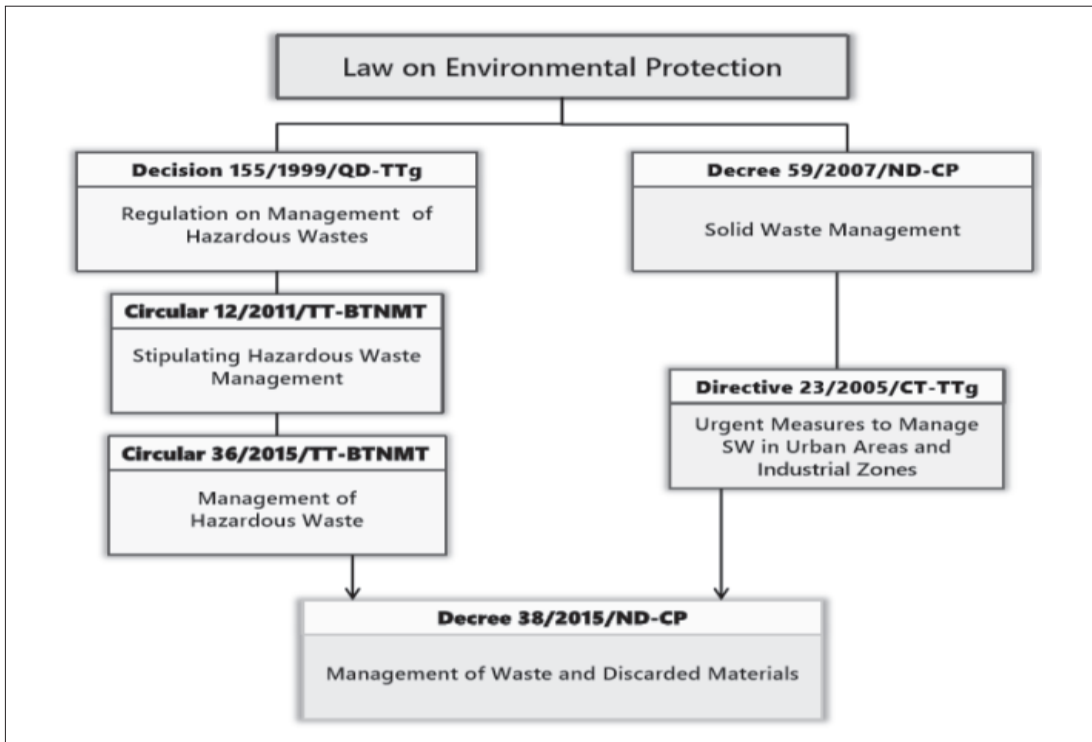 Law on Environmental Protection
Decision 155/1999/QD-TTg
Regulation on Management of
Hazardous Wastes
Circular 12/2011/TT-BTNMT
Stipulating Hazardous Waste
Management
Circular 36/2015/TT-BTNMT
Management of
Hazardous Waste
Decree 59/2007/ND-CP
Solid Waste Management
Directive 23/2005/CT-TTg
Urgent Measures to Manage
SW in Urban Areas and
Industrial Zones
Decree 38/2015/ND-CP
Management of Waste and Discarded Materials